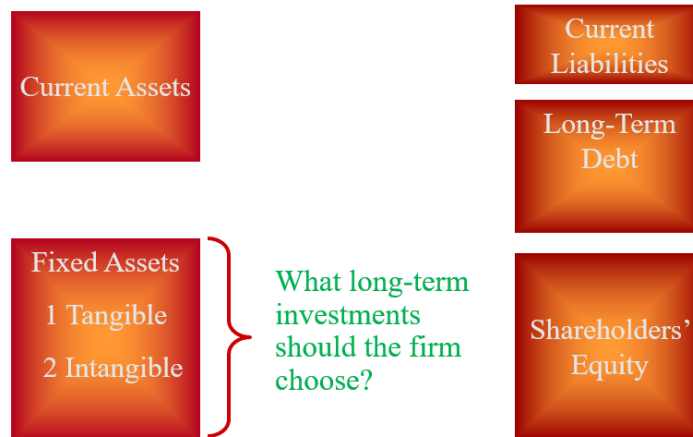 Current Assets
Fixed Assets
1 Tangible
2 Intangible
What long-term
investments
should the firm
choose?
Current
Liabilities
Long-Term
Debt
Shareholders’
Equity